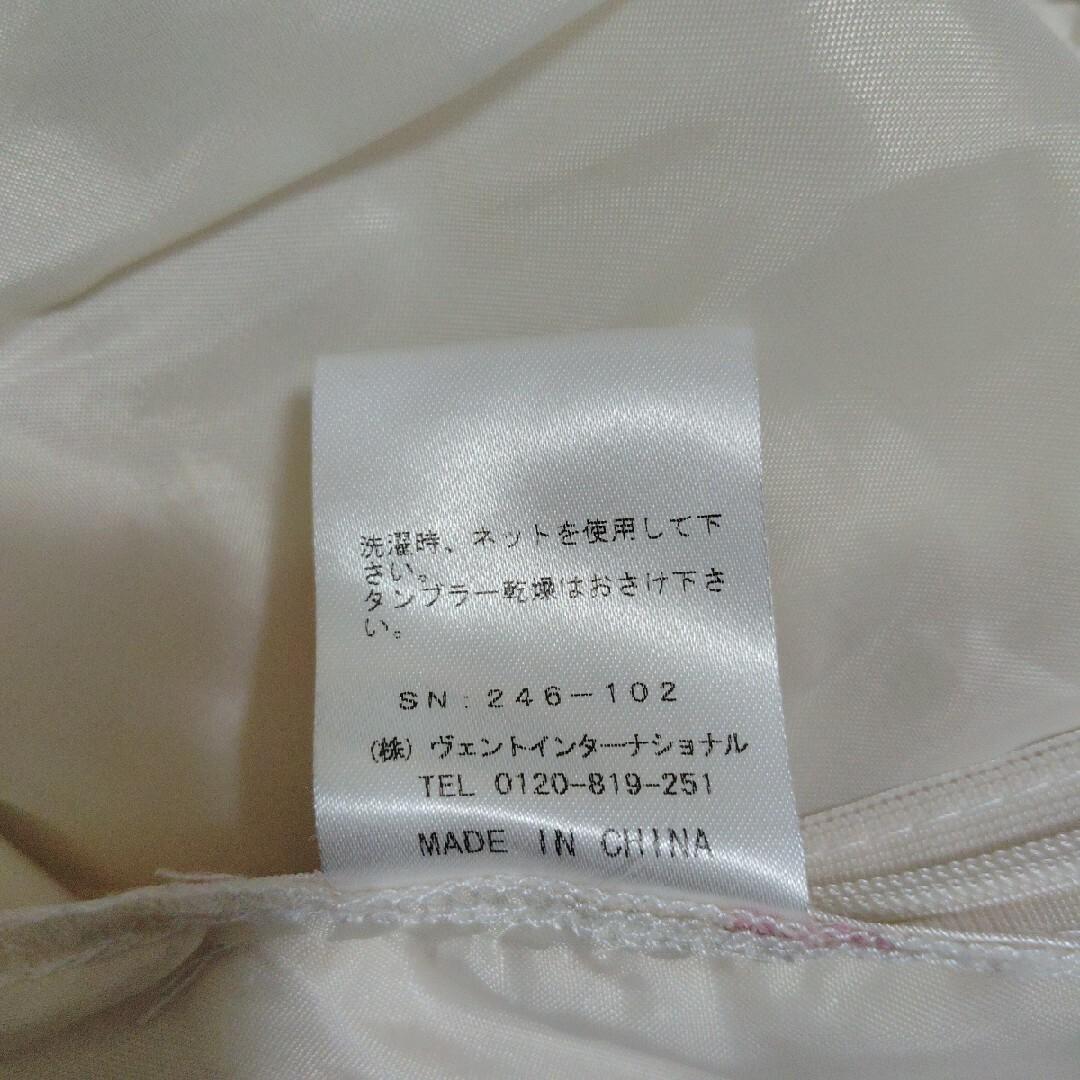 洗濯時、ネットを使用して下
さい。
タンブラー乾燥はおさけ下さ
い。
SN:246-102
(株)ヴェントインターナショナル
TEL 0120-819-251
MADE IN CHINA